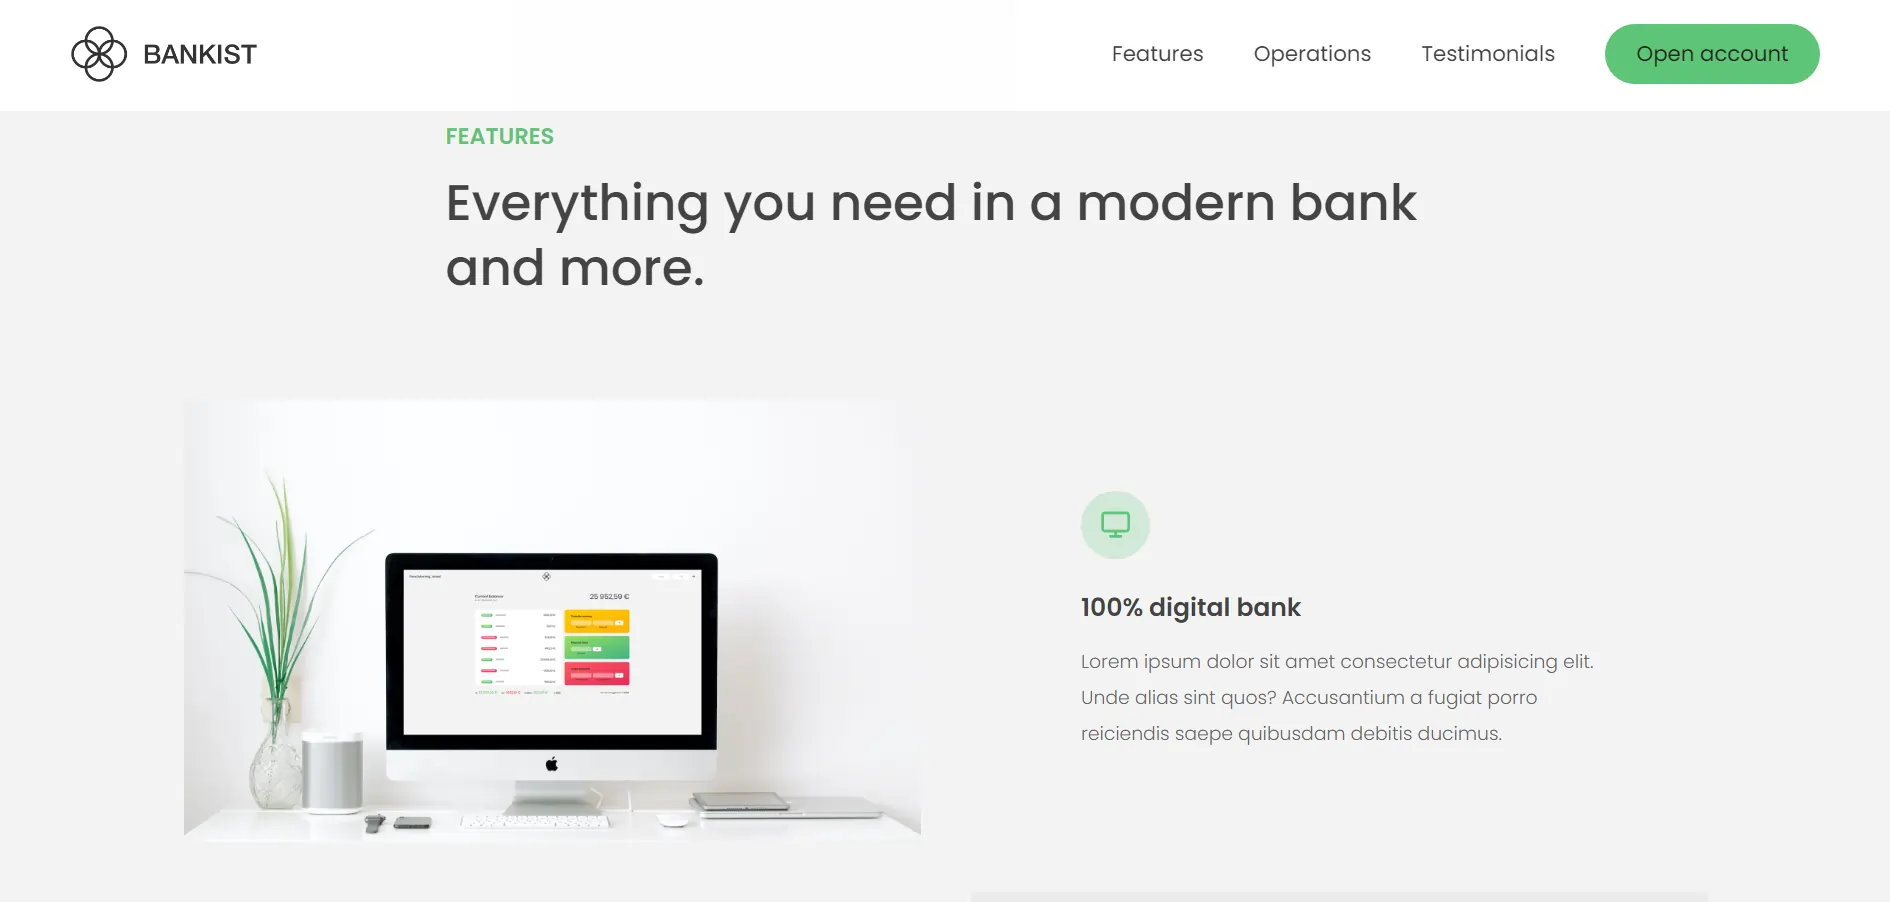 BANKIST
Features
Operations
Testimonials
Open account
FEATURES
Everything you need in a modern bank
and more.
25 952,59 €
100% digital bank
Lorem ipsum dolor sit amet consectetur adipisicing elit.
Unde alias sint quos? Accusantium a fugiat porro
reiciendis saepe quibusdam debitis ducimus.